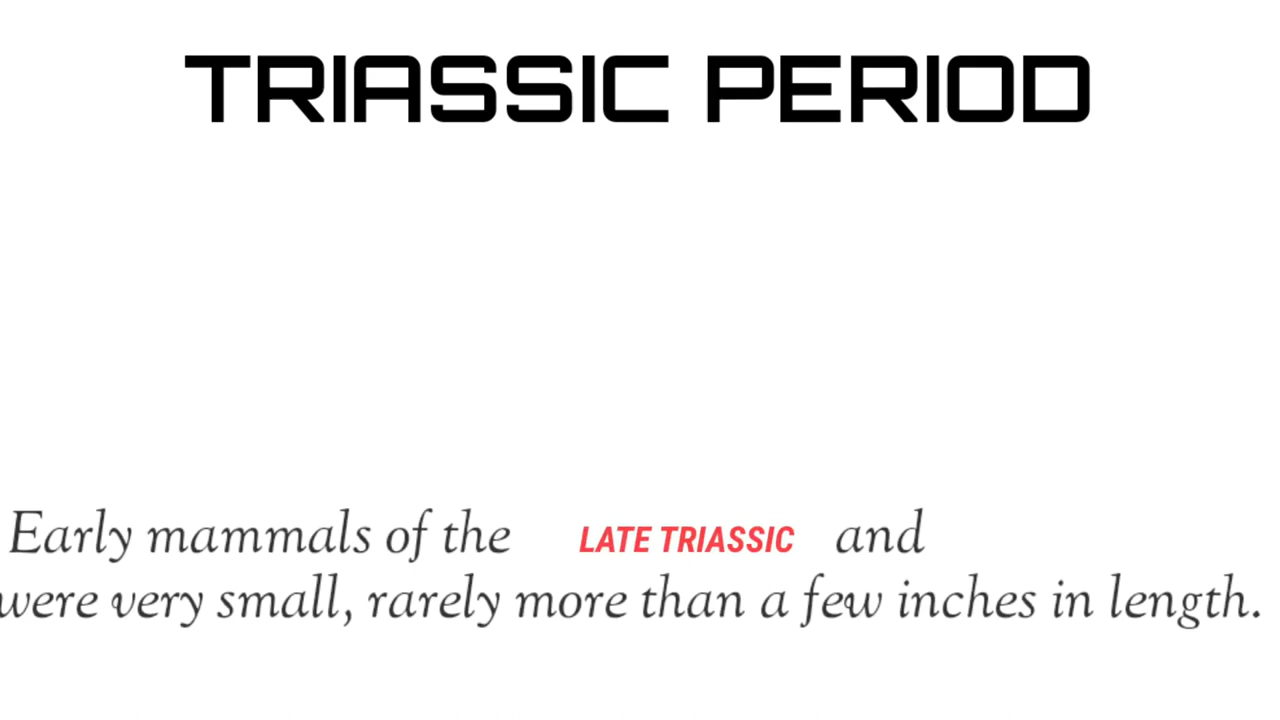 TRIASSIC PERIOD
Early mammals of the LATE TRIASSIC and
were very small, rarely more than a few inches in length.